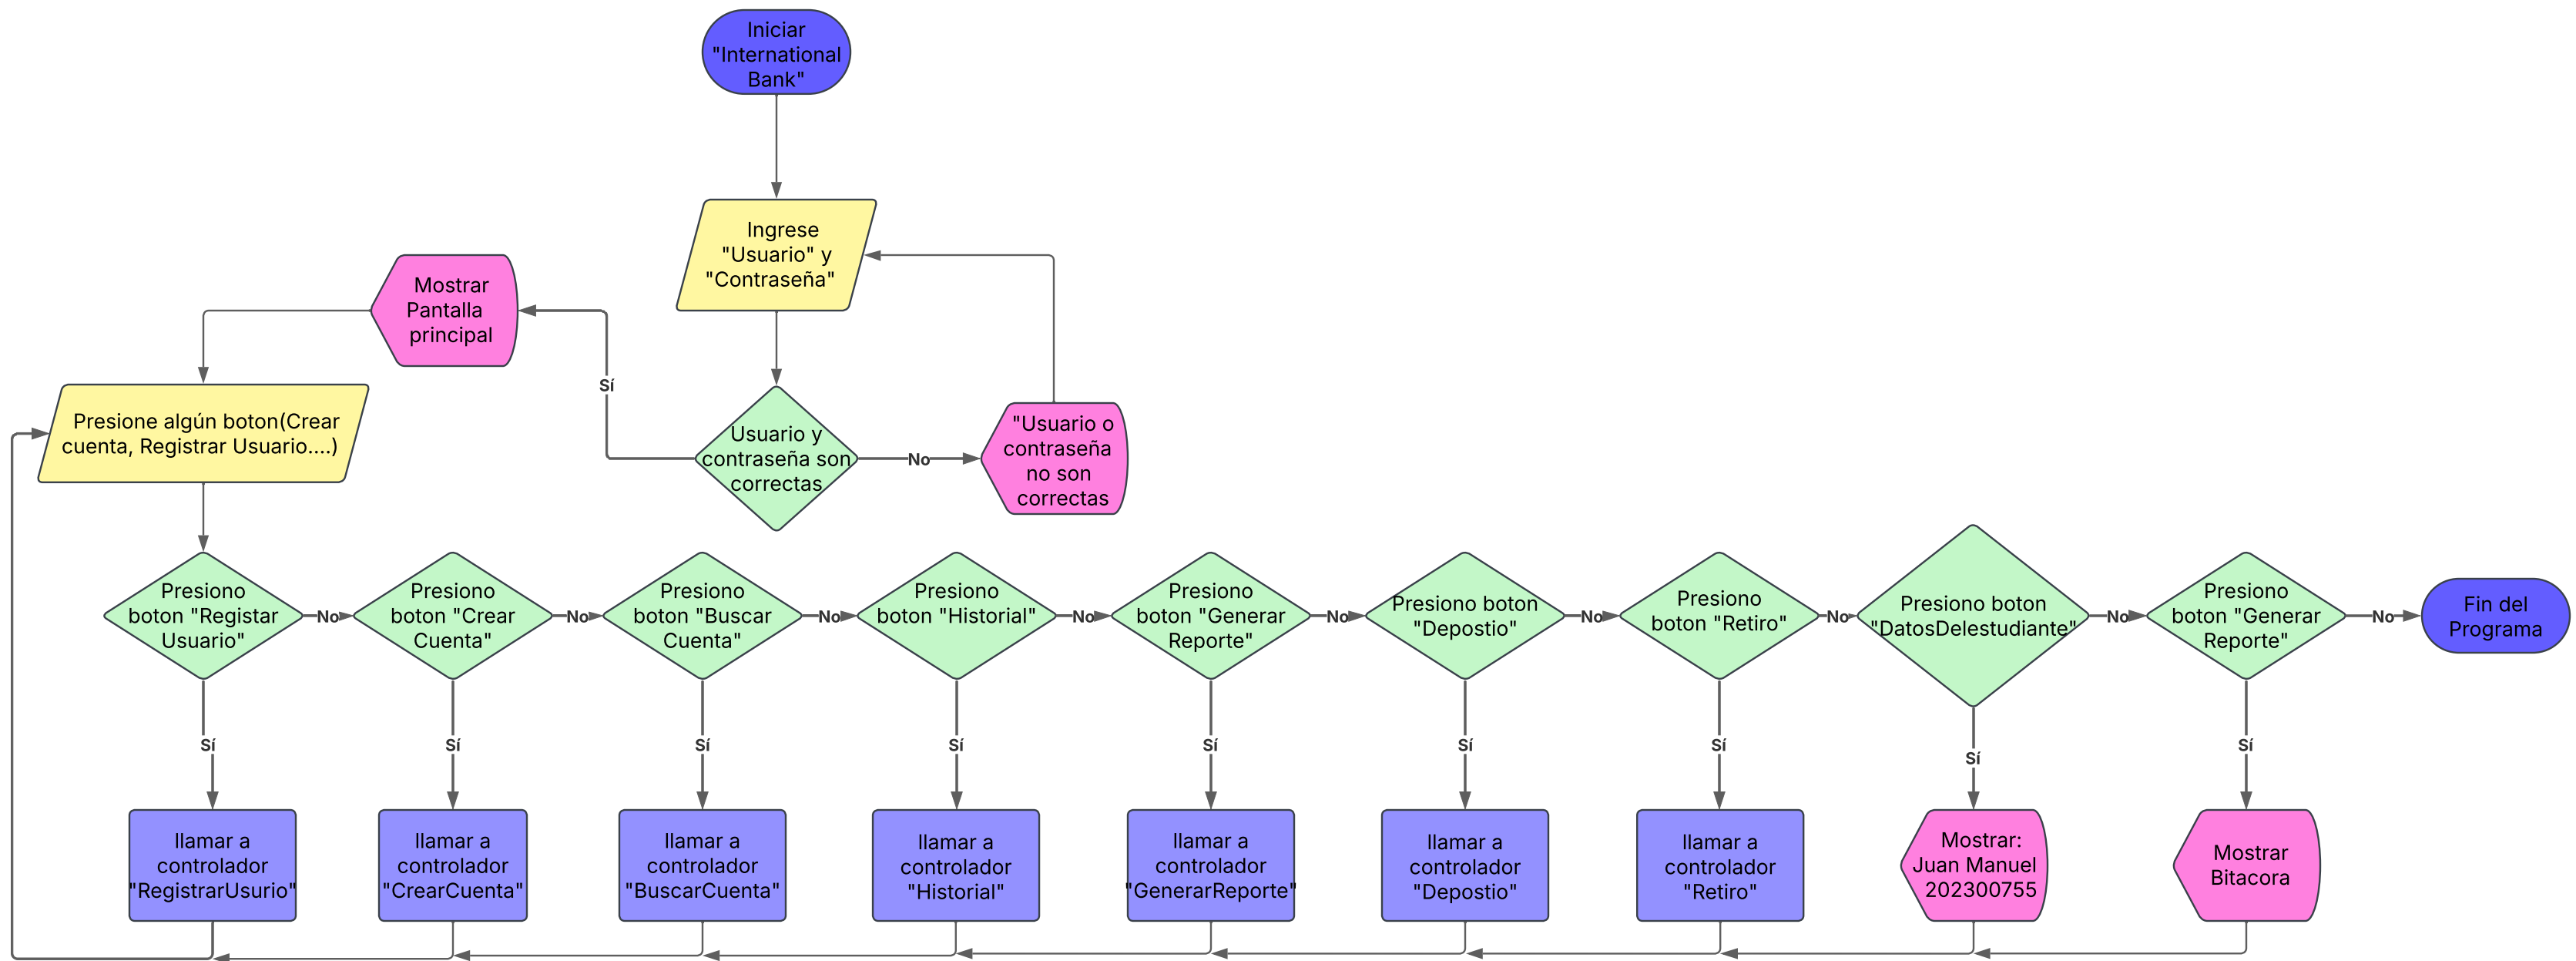 Iniciar
"International
Bank"
Ingrese
"Usuario" y
"Contraseña"
Mostrar
Pantalla
principal
Sí
Presione algún boton(Crear
cuenta, Registrar Usuario....)
Usuario y
contraseña son
correctas
No
"Usuario o
contraseña
no son
correctas
Presiono
boton "Registar
Usuario"
No
Presiono
boton "Crear
Cuenta"
No
Presiono
boton "Buscar
Cuenta"
No
Presiono
boton "Historial"
No
Presiono
boton "Generar
Reporte"
No
Presiono boton
"Depostio"
No
Presiono
boton "Retiro"
No
Presiono boton
"DatosDelestudiante"
No
Presiono
boton "Generar
Reporte"
No
Fin del
Programa
Sí
Sí
Sí
Sí
Sí
Sí
Sí
Sí
Sí
llamar a
controlador
"RegistrarUsurio"
llamar a
controlador
"CrearCuenta"
llamar a
controlador
"BuscarCuenta"
llamar a
controlador
"Historial"
llamar a
controlador
"GenerarReporte"
llamar a
controlador
"Depostio"
llamar a
controlador
"Retiro"
Mostrar:
Juan Manuel
202300755
Mostrar
Bitacora